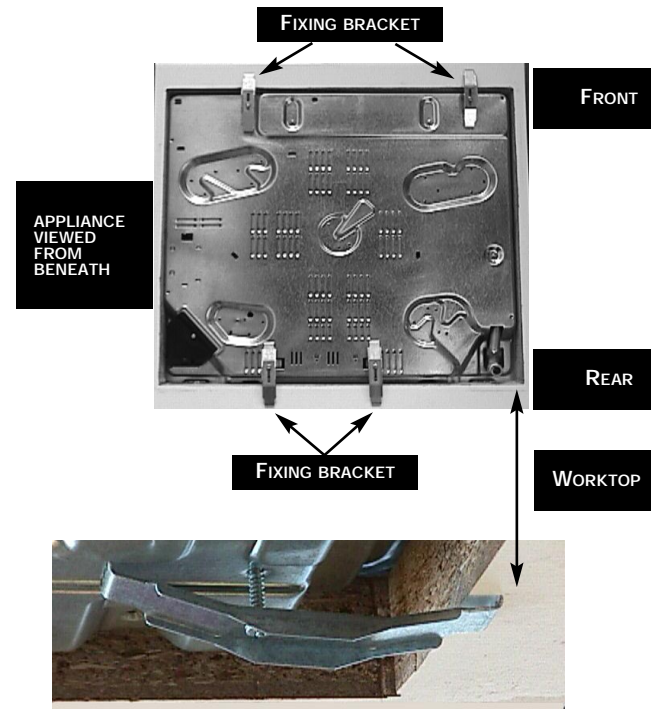 FIXING BRACKET
FRONT
APPLIANCE
VIEWED
FROM
BENEATH
REAR
FIXING BRACKET
WORKTOP